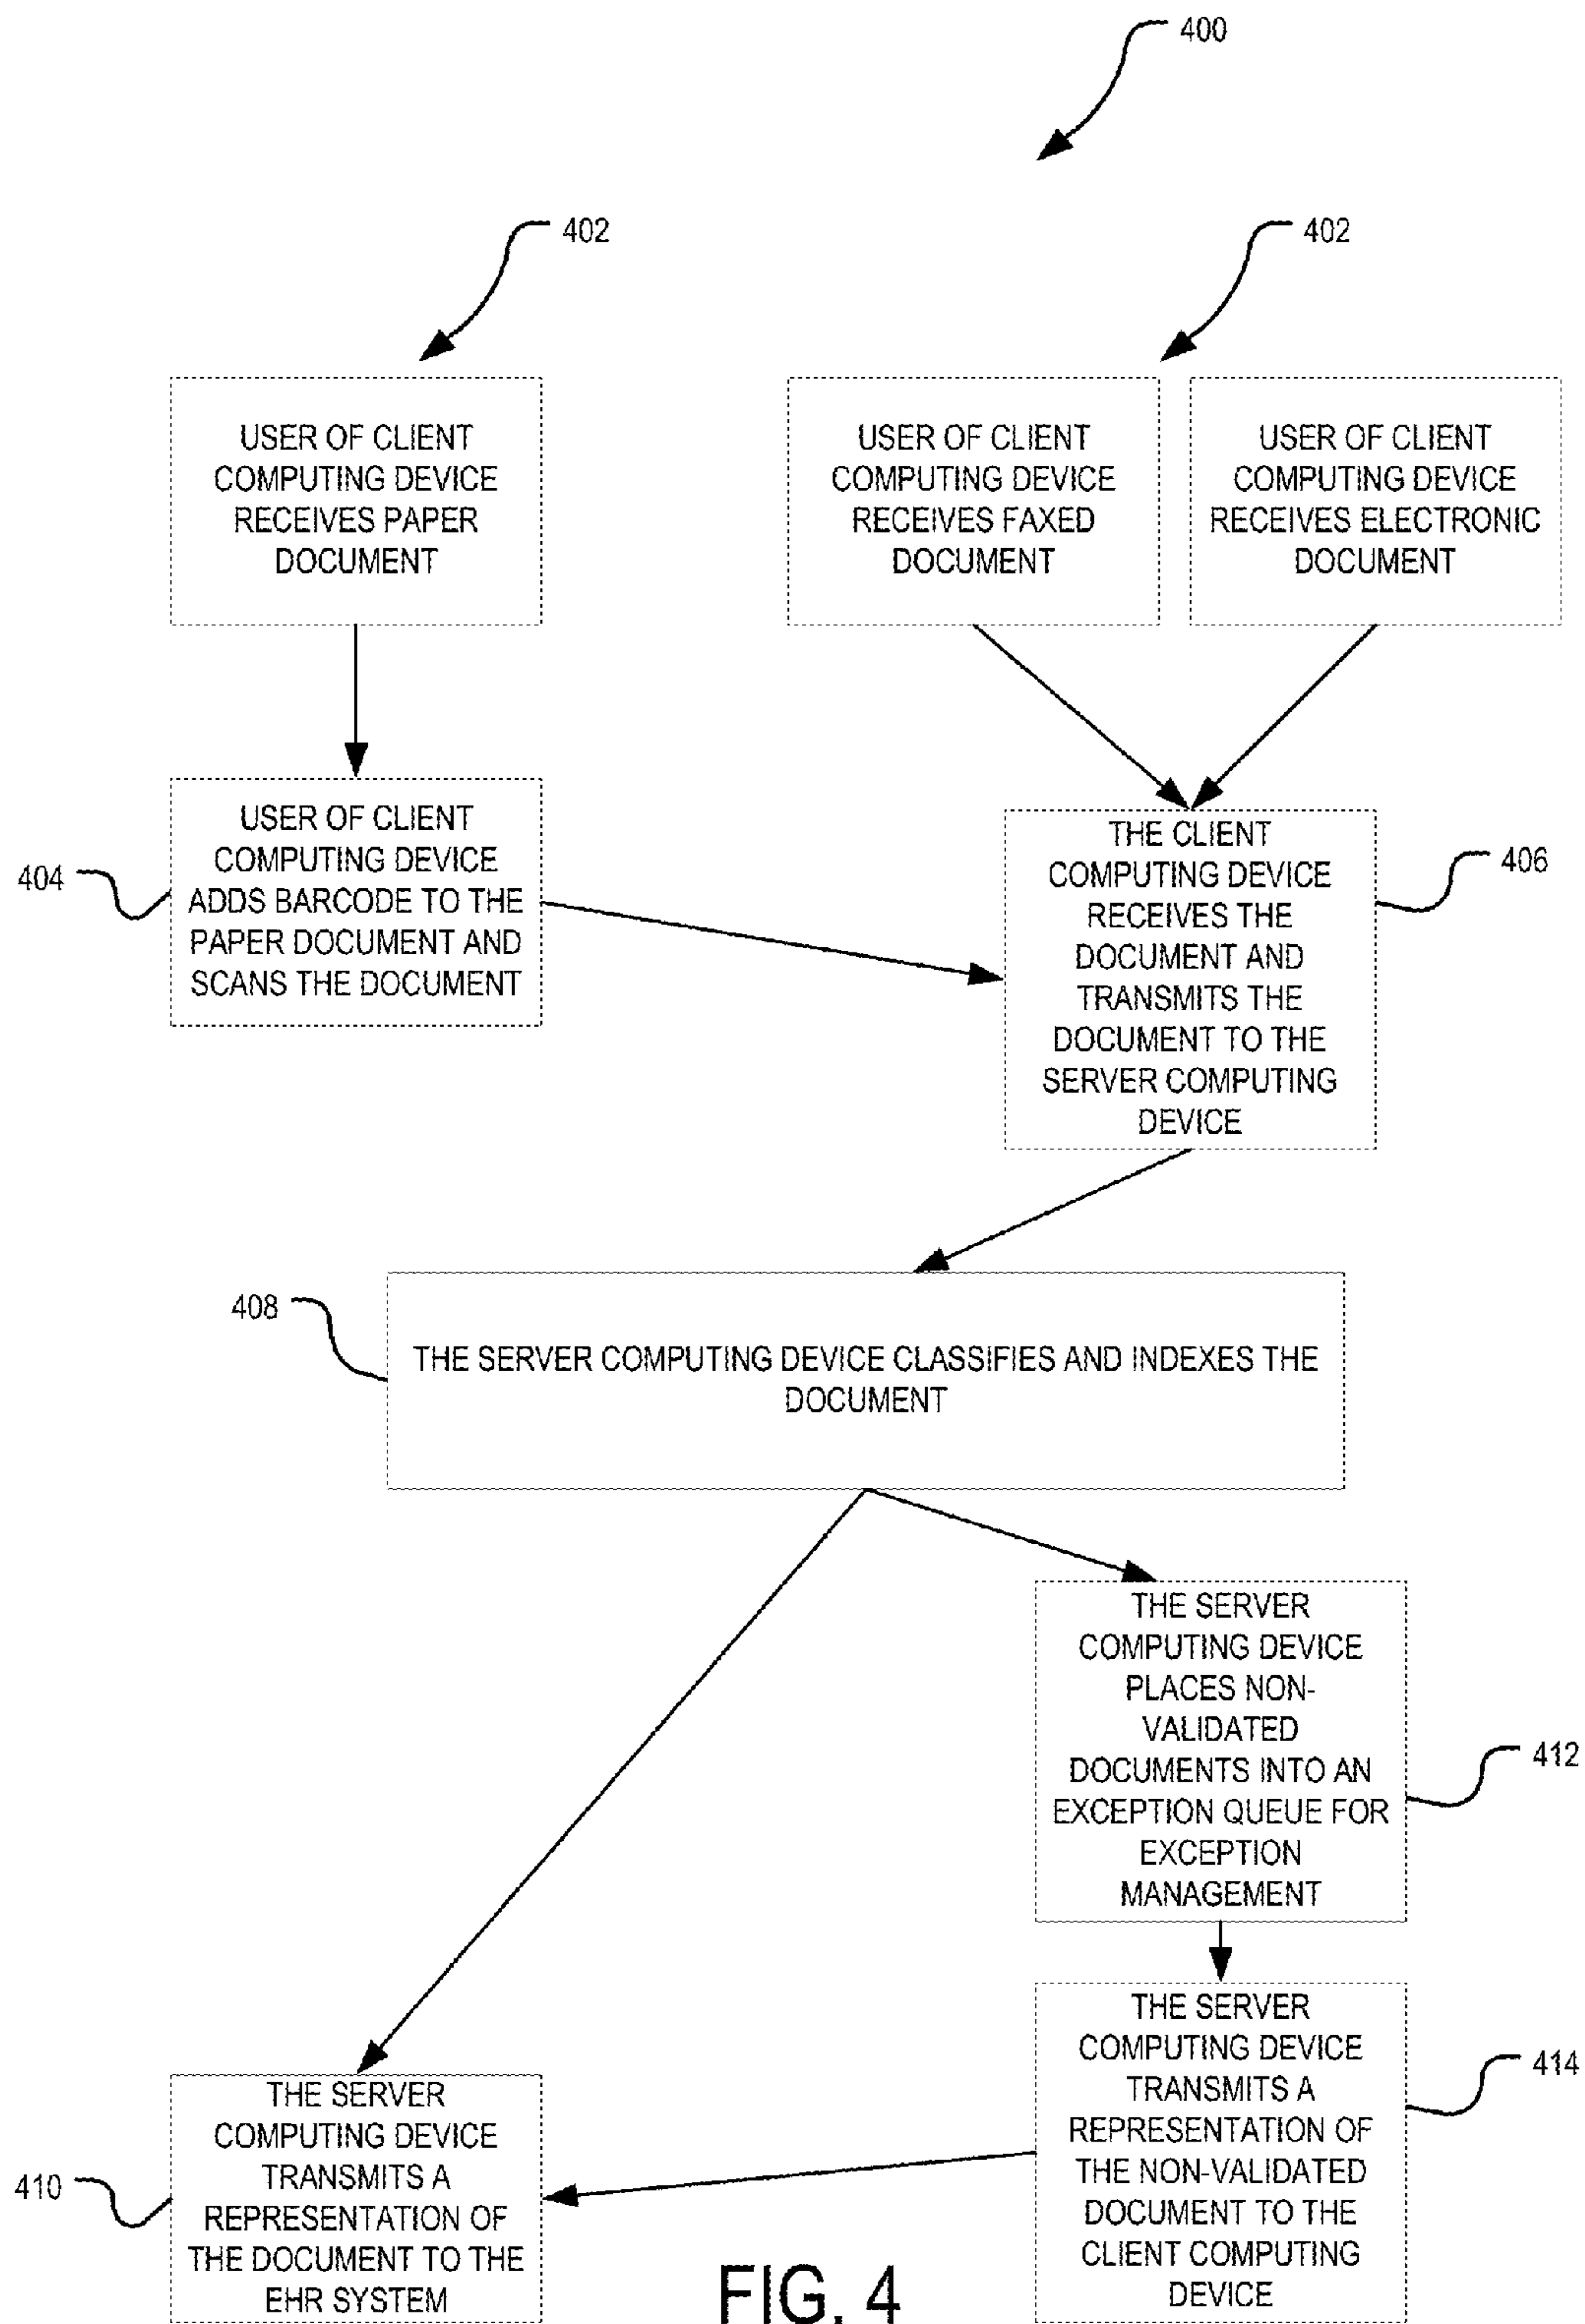 400
402
402
USER OF CLIENT
COMPUTING DEVICE
RECEIVES PAPER
DOCUMENT
USER OF CLIENT
COMPUTING DEVICE
RECEIVES FAXED
DOCUMENT
USER OF CLIENT
COMPUTING DEVICE
RECEIVES ELECTRONIC
DOCUMENT
404
USER OF CLIENT
COMPUTING DEVICE
ADDS BARCODE TO THE
PAPER DOCUMENT AND
SCANS THE DOCUMENT
THE CLIENT
COMPUTING DEVICE
RECEIVES THE
DOCUMENT AND
TRANSMITS THE
DOCUMENT TO THE
SERVER COMPUTING
DEVICE
406
408
THE SERVER COMPUTING DEVICE CLASSIFIES AND INDEXES THE
DOCUMENT
THE SERVER
COMPUTING DEVICE
PLACES NON-
VALIDATED
DOCUMENTS INTO AN
EXCEPTION QUEUE FOR
EXCEPTION
MANAGEMENT
412
THE SERVER
COMPUTING DEVICE
TRANSMITS A
REPRESENTATION OF
THE NON-VALIDATED
DOCUMENT TO THE
CLIENT COMPUTING
DEVICE
414
410
THE SERVER
COMPUTING DEVICE
TRANSMITS A
REPRESENTATION OF
THE DOCUMENT TO THE
EHR SYSTEM
FIG. 4